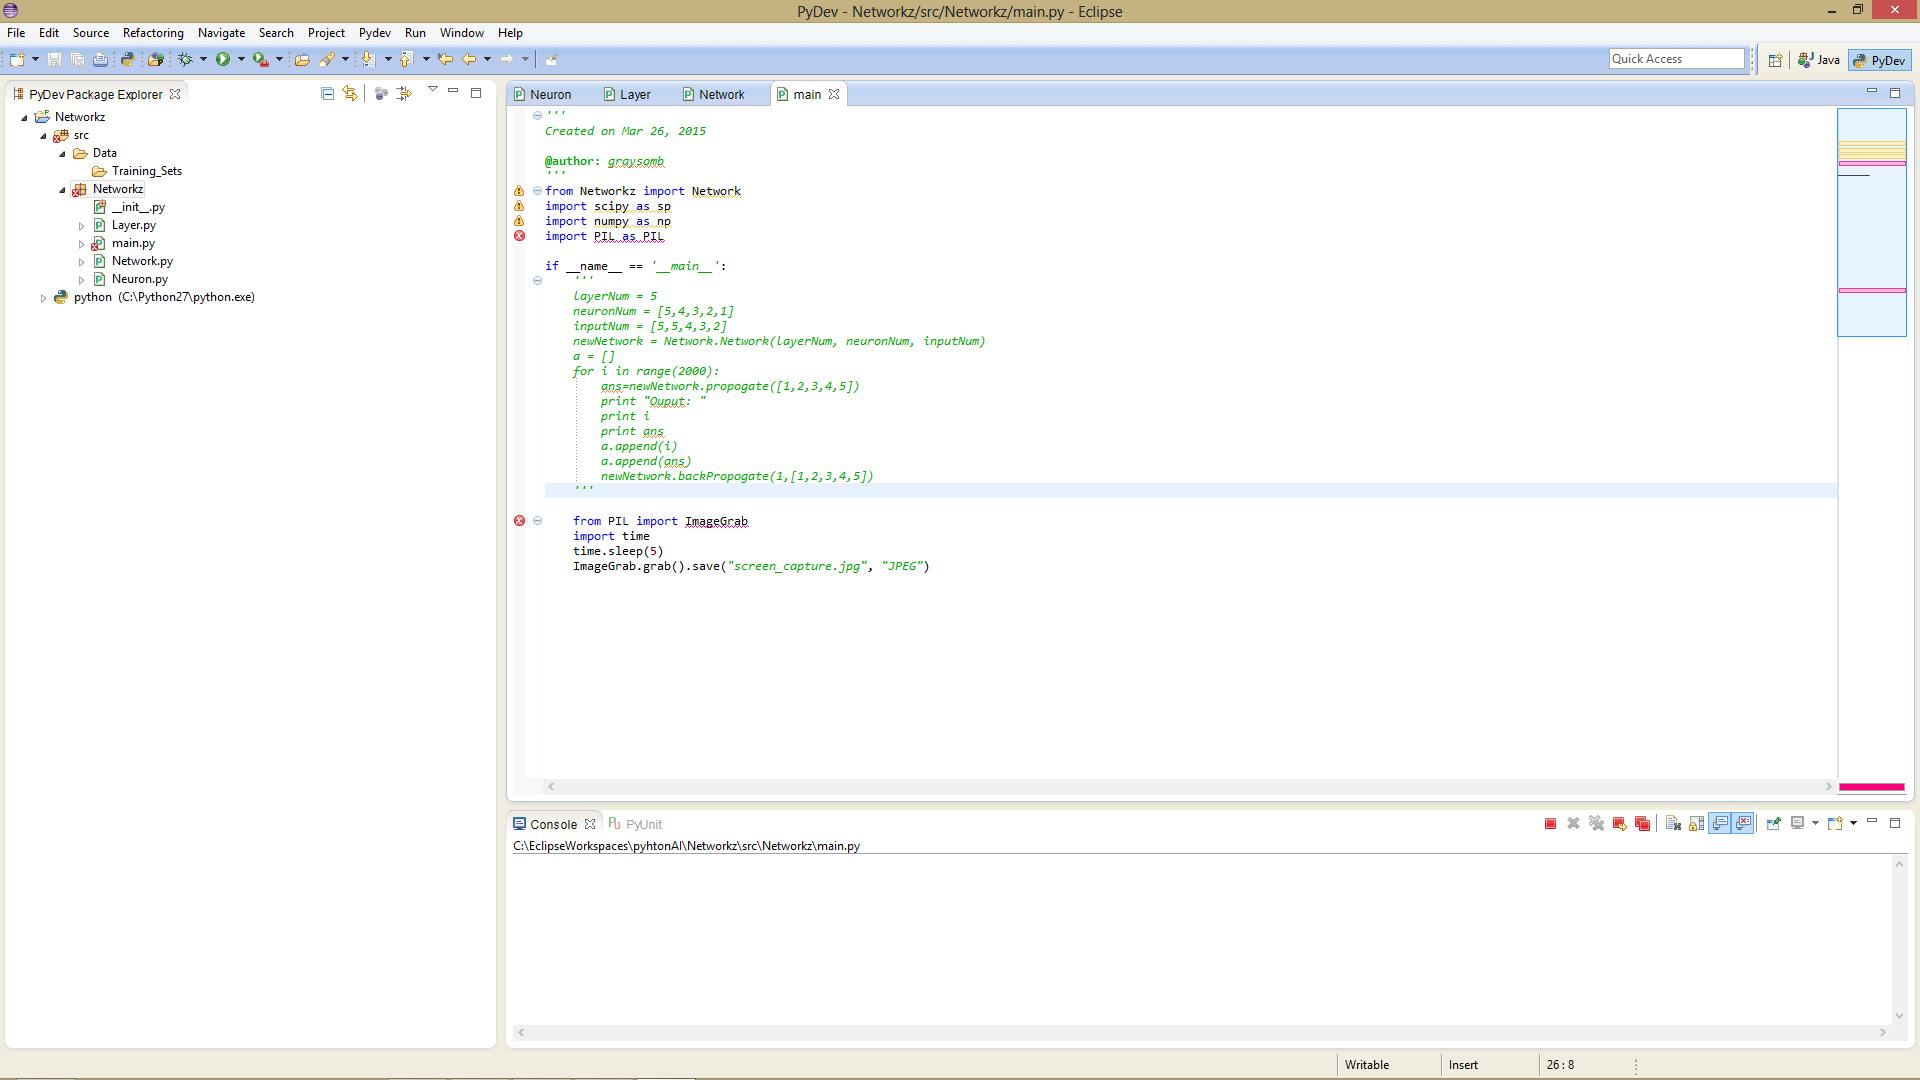 PyDev - Networkz/src/Networkz/main.py - Eclipse
File Edit Source Refactoring Navigate Search Project Pydev Run Window Help
Quick Access
Java
PyDev
PyDev Package Explorer
Networkz
src
Data
Training_Sets
Networkz
__init__.py
Layer.py
main.py
Network.py
Neuron.py
python (C:\Python27\python.exe)
Neuron Layer Network main
'''
Created on Mar 26, 2015
@author: graysomb
'''
from Networkz import Network
import scipy as sp
import numpy as np
import PIL as PIL
if __name__ == '__main__':
'''
layerNum = 5
neuronNum = [5,4,3,2,1]
inputNum = [5,5,4,3,2]
newNetwork = Network.Network(layerNum, neuronNum, inputNum)
a = []
for i in range(2000):
ans=newNetwork.propogate([1,2,3,4,5])
print "Ouput: "
print i
print ans
a.append(i)
a.append(ans)
newNetwork.backPropogate(1,[1,2,3,4,5])
'''
from PIL import ImageGrab
import time
time.sleep(5)
ImageGrab.grab().save("screen_capture.jpg", "JPEG")
Console PyUnit
C:\EclipseWorkspaces\pyhtonAI\Networkz\src\Networkz\main.py
Writable Insert 26 : 8